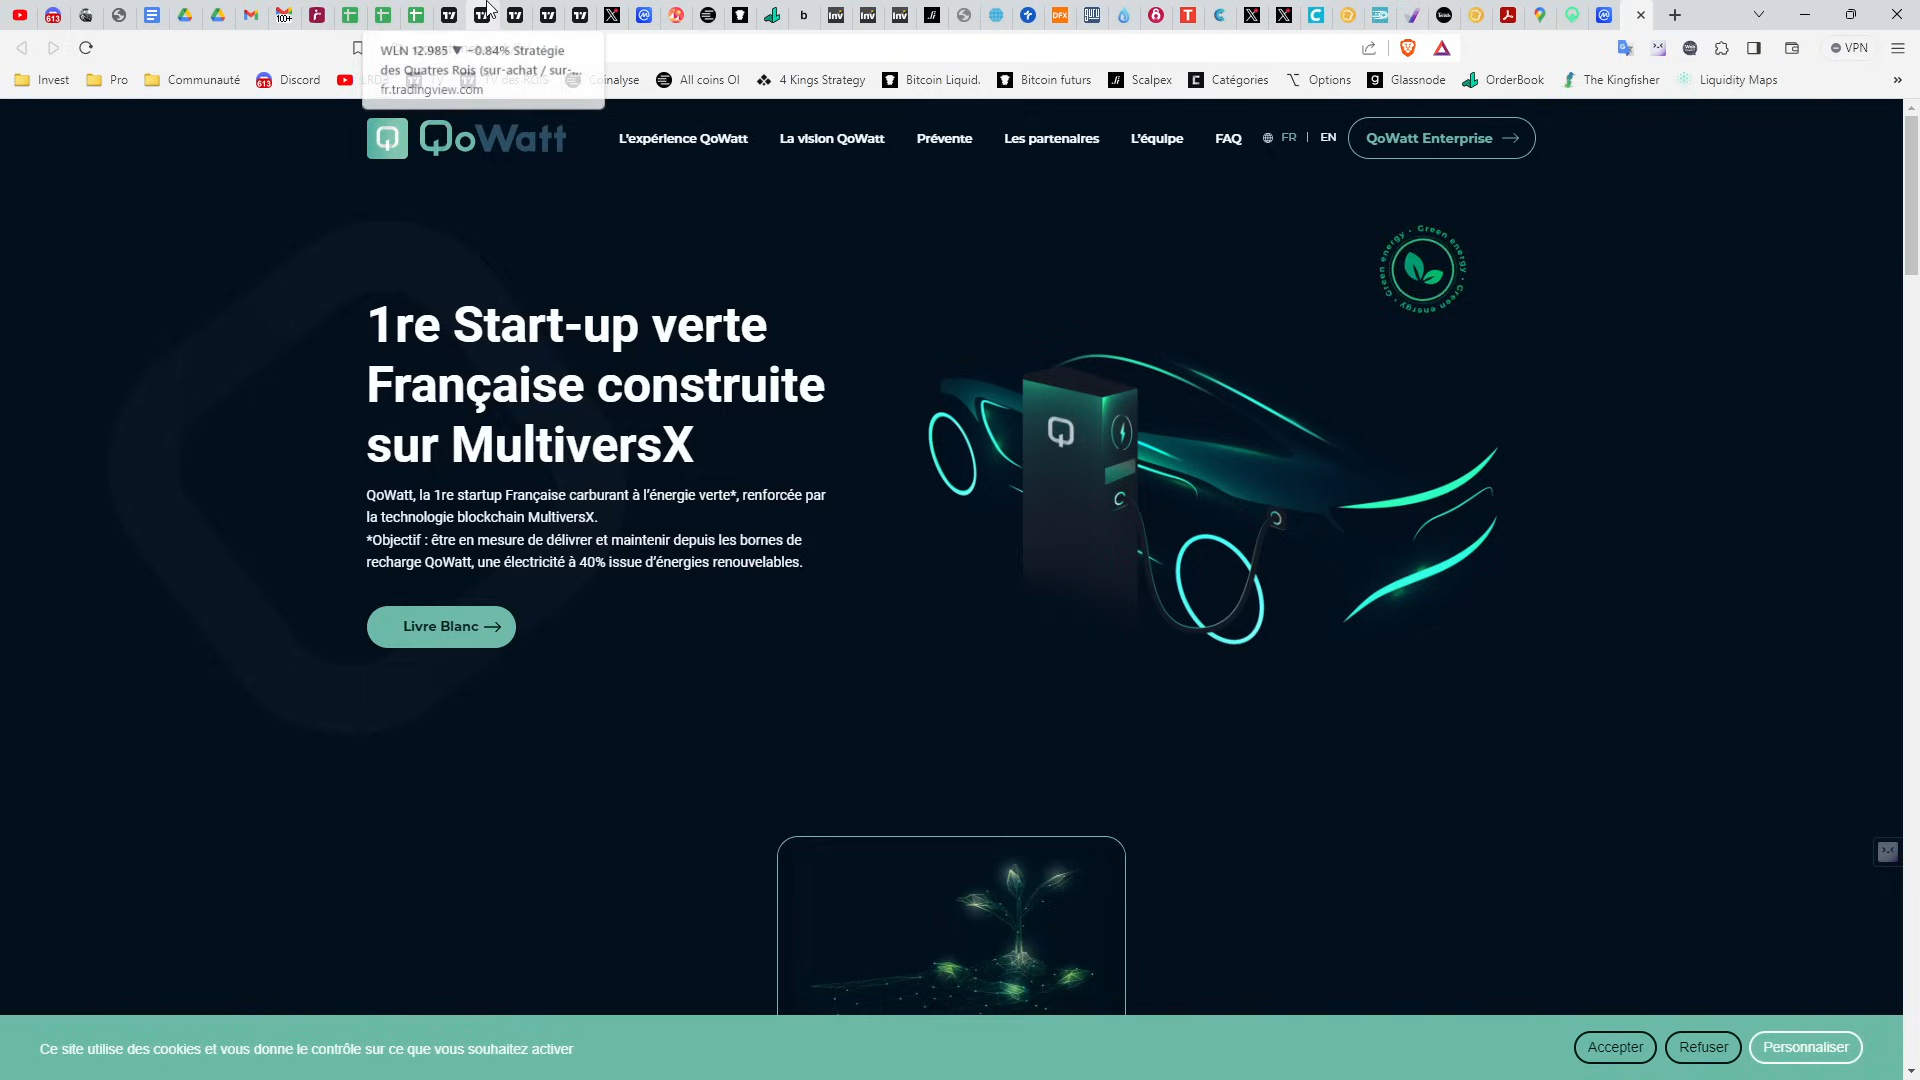 613
100+
WLN 12.985 ▼ −0.84% Stratégie
des Quatres Rois (sur-achat / sur-...
fr.tradingview.com
VPN
Invest
Pro
Communauté
Discord
Coinalyse
All coins OI
4 Kings Strategy
Bitcoin Liquid.
Bitcoin futurs
Scalpex
Catégories
Options
Glassnode
OrderBook
The Kingfisher
Liquidity Maps
QoWatt
L'expérience QoWatt
La vision QoWatt
Prévente
Les partenaires
L'équipe
FAQ
FR | EN
QoWatt Enterprise →
Green energy • Green energy • Green energy •
1re Start-up verte
Française construite
sur MultiversX
QoWatt, la 1re startup Française carburant à l'énergie verte*, renforcée par
la technologie blockchain MultiversX.
*Objectif : être en mesure de délivrer et maintenir depuis les bornes de
recharge QoWatt, une électricité à 40% issue d'énergies renouvelables.
Livre Blanc →
Ce site utilise des cookies et vous donne le contrôle sur ce que vous souhaitez activer
Accepter
Refuser
Personnaliser